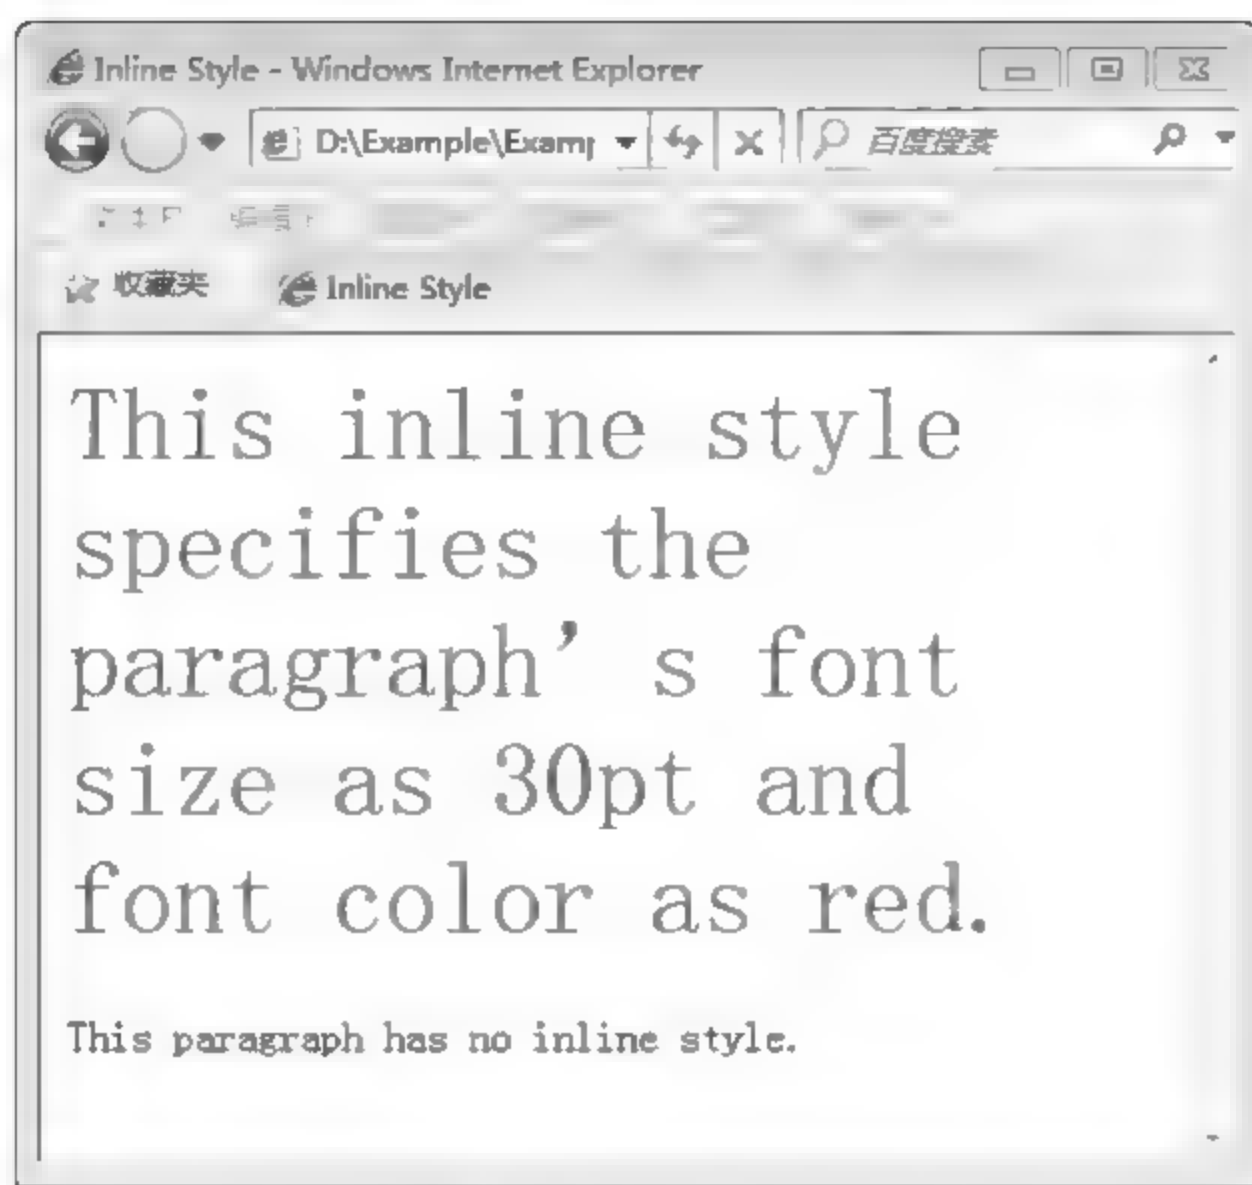 Inline Style - Windows Internet Explorer
D:\Example\Examp 百度搜索
收藏夹 Inline Style
This inline style
specifies the
paragraph’s font
size as 30pt and
font color as red.
This paragraph has no inline style.